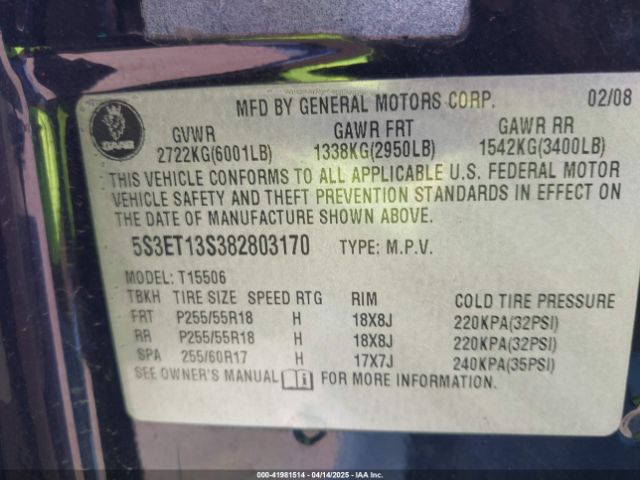 MFD BY GENERAL MOTORS CORP. 02/08
SAAB
GVWR GAWR FRT GAWR RR
2722KG(6001LB) 1338KG(2950LB) 1542KG(3400LB)
THIS VEHICLE CONFORMS TO ALL APPLICABLE U.S. FEDERAL MOTOR
VEHICLE SAFETY AND THEFT PREVENTION STANDARDS IN EFFECT ON
THE DATE OF MANUFACTURE SHOWN ABOVE.
5S3ET13S382803170 TYPE: M.P.V.
MODEL: T15506
TBKH TIRE SIZE SPEED RTG RIM COLD TIRE PRESSURE
FRT P255/55R18 H 18X8J 220KPA(32PSI)
RR P255/55R18 H 18X8J 220KPA(32PSI)
SPA 255/60R17 H 17X7J 240KPA(35PSI)
SEE OWNER'S MANUAL FOR MORE INFORMATION.
000-41981514 - 04/14/2025 - IAA Inc.